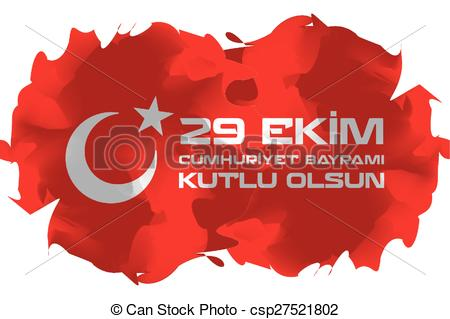 29 EKİM
CUMHURİYET BAYRAMI
KUTLU OLSUN
© Can Stock Photo - csp27521802